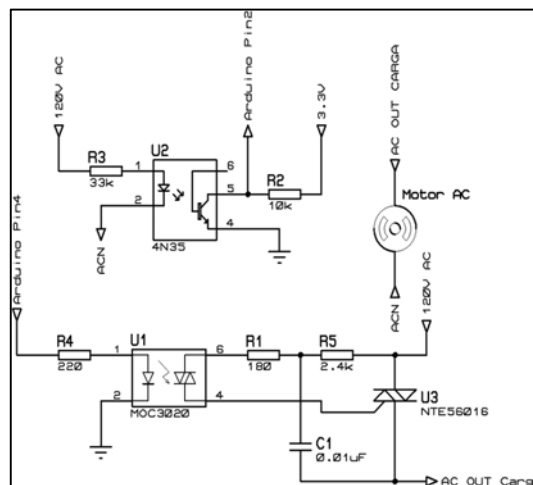 120V AC
R3
33k
ACN
U2
1
2
6
5
4
4N35
Arduino Pin2
R2
10k
3.3V
AC OUT CARGA
Motor AC
ACN
120V AC
Arduino Pin4
R4
220
U1
1
2
6
4
MOC3020
R1
180
R5
2.4k
U3
NTE56016
C1
0.01uF
AC OUT Carg